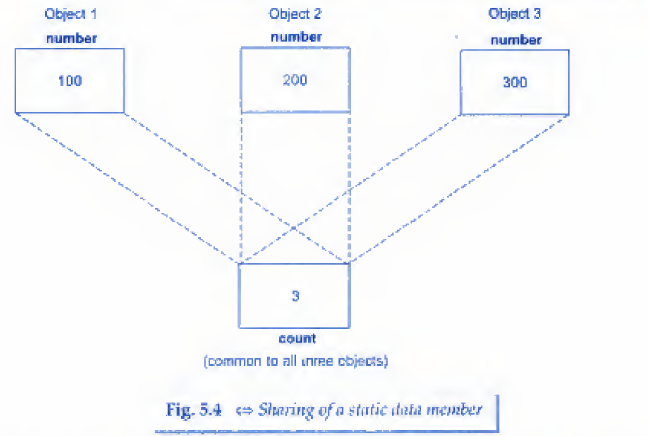 Object 1 Object 2 Object 3
number number number
100 200 300
3
count
(common to all three objects)
Fig. 5.4 ⇔ Sharing of a static data member